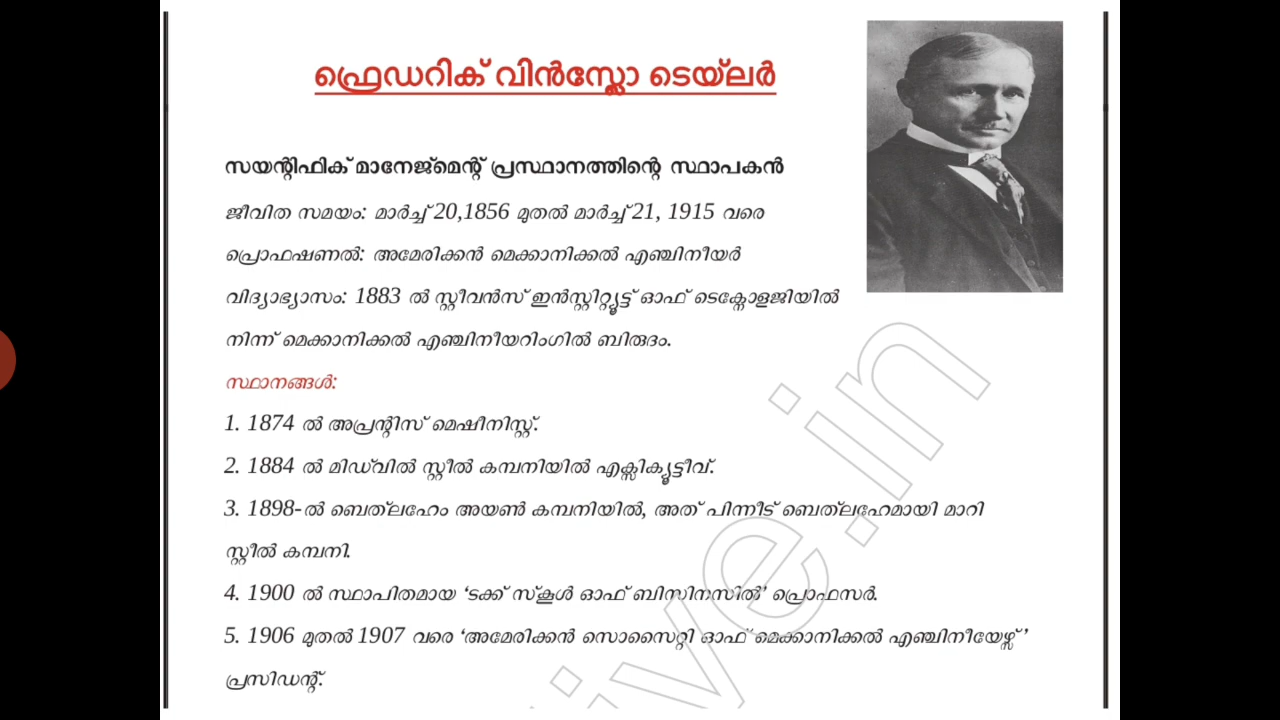 ഫ്രെഡറിക് വിൻസ്ലോ ടെയ്‌ലർ
സയന്റിഫിക് മാനേജ്മെന്റ് പ്രസ്ഥാനത്തിന്റെ സ്ഥാപകൻ
ജീവിത സമയം: മാർച്ച് 20,1856 മുതൽ മാർച്ച് 21, 1915 വരെ
പ്രൊഫഷണൽ: അമേരിക്കൻ മെക്കാനിക്കൽ എഞ്ചിനീയർ
വിദ്യാഭ്യാസം: 1883 ൽ സ്റ്റീവൻസ് ഇൻസ്റ്റിറ്റ്യൂട്ട് ഓഫ് ടെക്നോളജിയിൽ
നിന്ന് മെക്കാനിക്കൽ എഞ്ചിനീയറിംഗിൽ ബിരുദം.
സ്ഥാനങ്ങൾ:
1. 1874 ൽ അപ്രന്റിസ് മെഷീനിസ്റ്റ്.
2. 1884 ൽ മിഡ്‌വിൽ സ്റ്റീൽ കമ്പനിയിൽ എക്സിക്യൂട്ടീവ്.
3. 1898-ൽ ബെത്‌ലഹേം അയൺ കമ്പനിയിൽ, അത് പിന്നീട് ബെത്‌ലഹേമായി മാറി
സ്റ്റീൽ കമ്പനി.
4. 1900 ൽ സ്ഥാപിതമായ ‘ടക്ക് സ്കൂൾ ഓഫ് ബിസിനസിൽ’ പ്രൊഫസർ.
5. 1906 മുതൽ 1907 വരെ ‘അമേരിക്കൻ സൊസൈറ്റി ഓഫ് മെക്കാനിക്കൽ എഞ്ചിനീയേഴ്സ്’
പ്രസിഡന്റ്.
ive.in